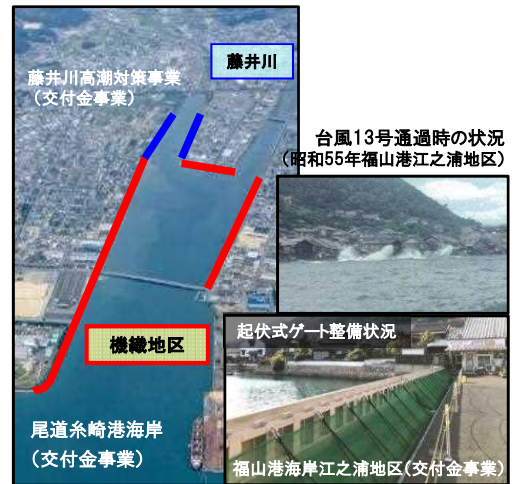 藤井川
藤井川高潮対策事業
（交付金事業）
台風13号通過時の状況
（昭和55年福山港江之浦地区）
起伏式ゲート整備状況
機織地区
尾道糸崎港海岸
（交付金事業）
福山港海岸江之浦地区(交付金事業)